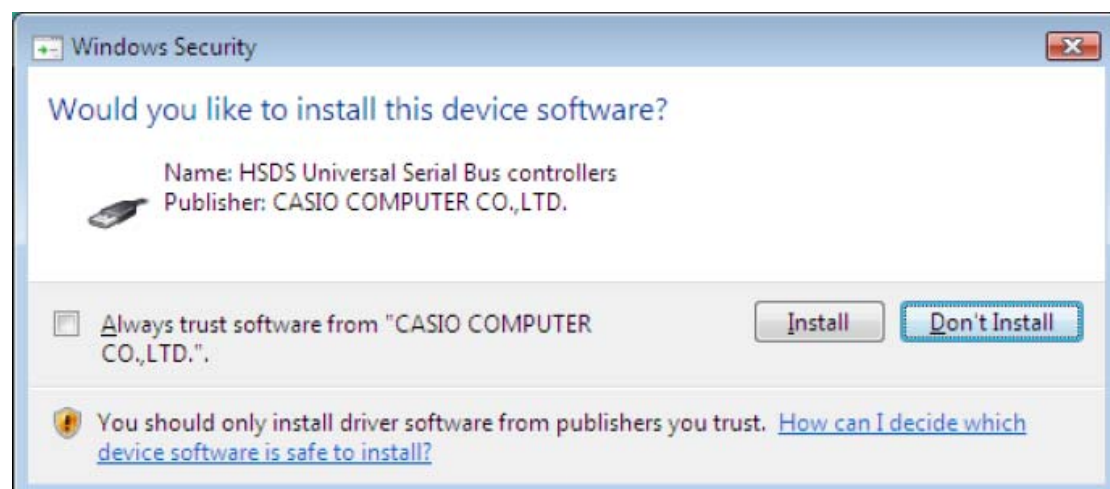 Windows Security
Would you like to install this device software?
Name: HSDS Universal Serial Bus controllers
Publisher: CASIO COMPUTER CO.,LTD.
Always trust software from "CASIO COMPUTER
CO.,LTD.".
Install
Don't Install
You should only install driver software from publishers you trust. How can I decide which
device software is safe to install?